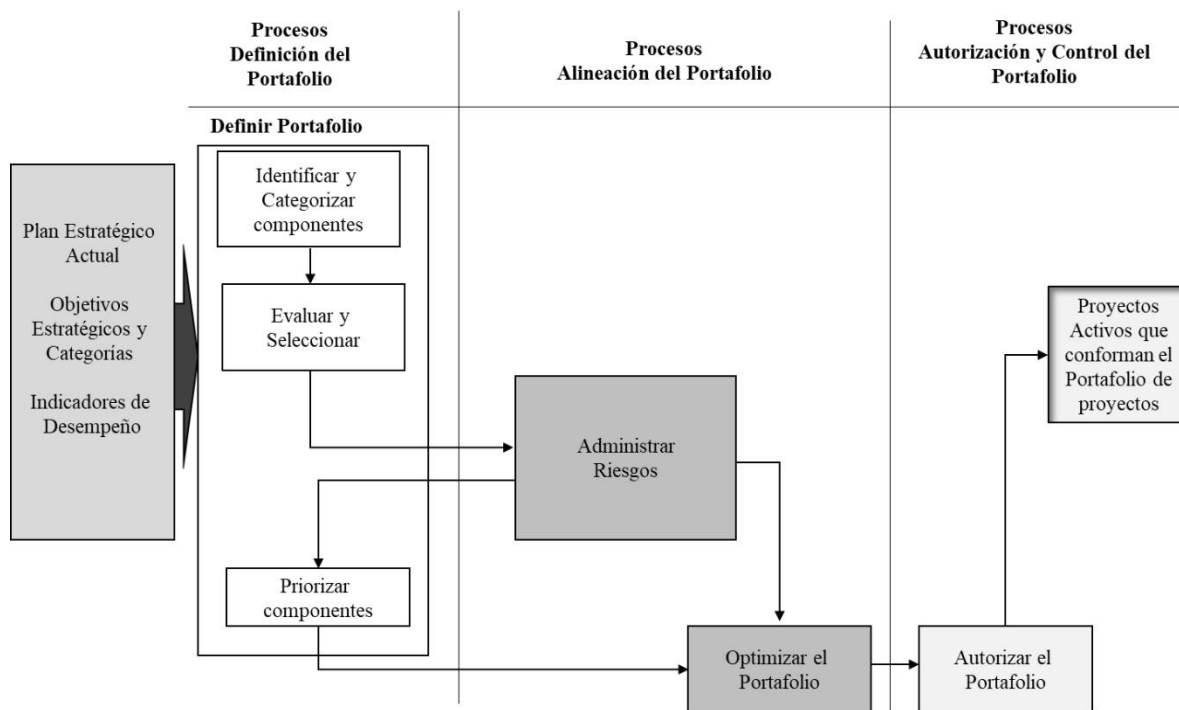 Procesos
Definición del
Portafolio
Procesos
Alineación del Portafolio
Procesos
Autorización y Control del
Portafolio
Definir Portafolio
Identificar y
Categorizar
componentes
Plan Estratégico
Actual
Objetivos
Estratégicos y
Categorías
Indicadores de
Desempeño
Evaluar y
Seleccionar
Administrar
Riesgos
Proyectos
Activos que
conforman el
Portafolio de
proyectos
Priorizar
componentes
Optimizar el
Portafolio
Autorizar el
Portafolio